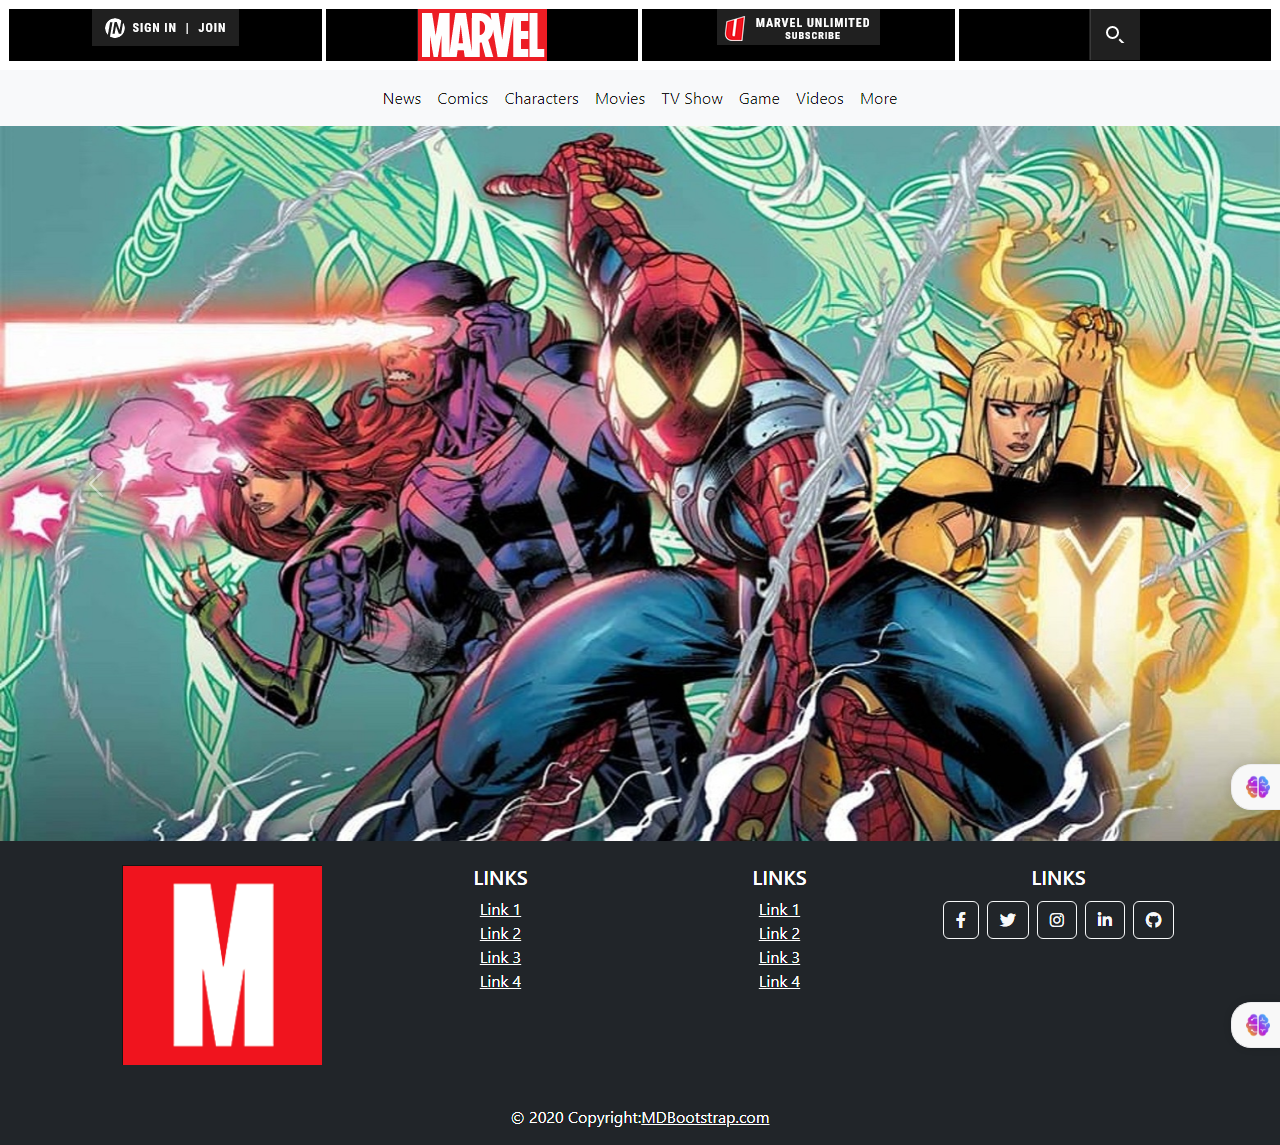 SIGN IN | JOIN
MARVEL
MARVEL UNLIMITED
SUBSCRIBE
News Comics Characters Movies TV Show Game Videos More
M
LINKS
Link 1
Link 2
Link 3
Link 4
LINKS
Link 1
Link 2
Link 3
Link 4
LINKS
© 2020 Copyright:MDBootstrap.com